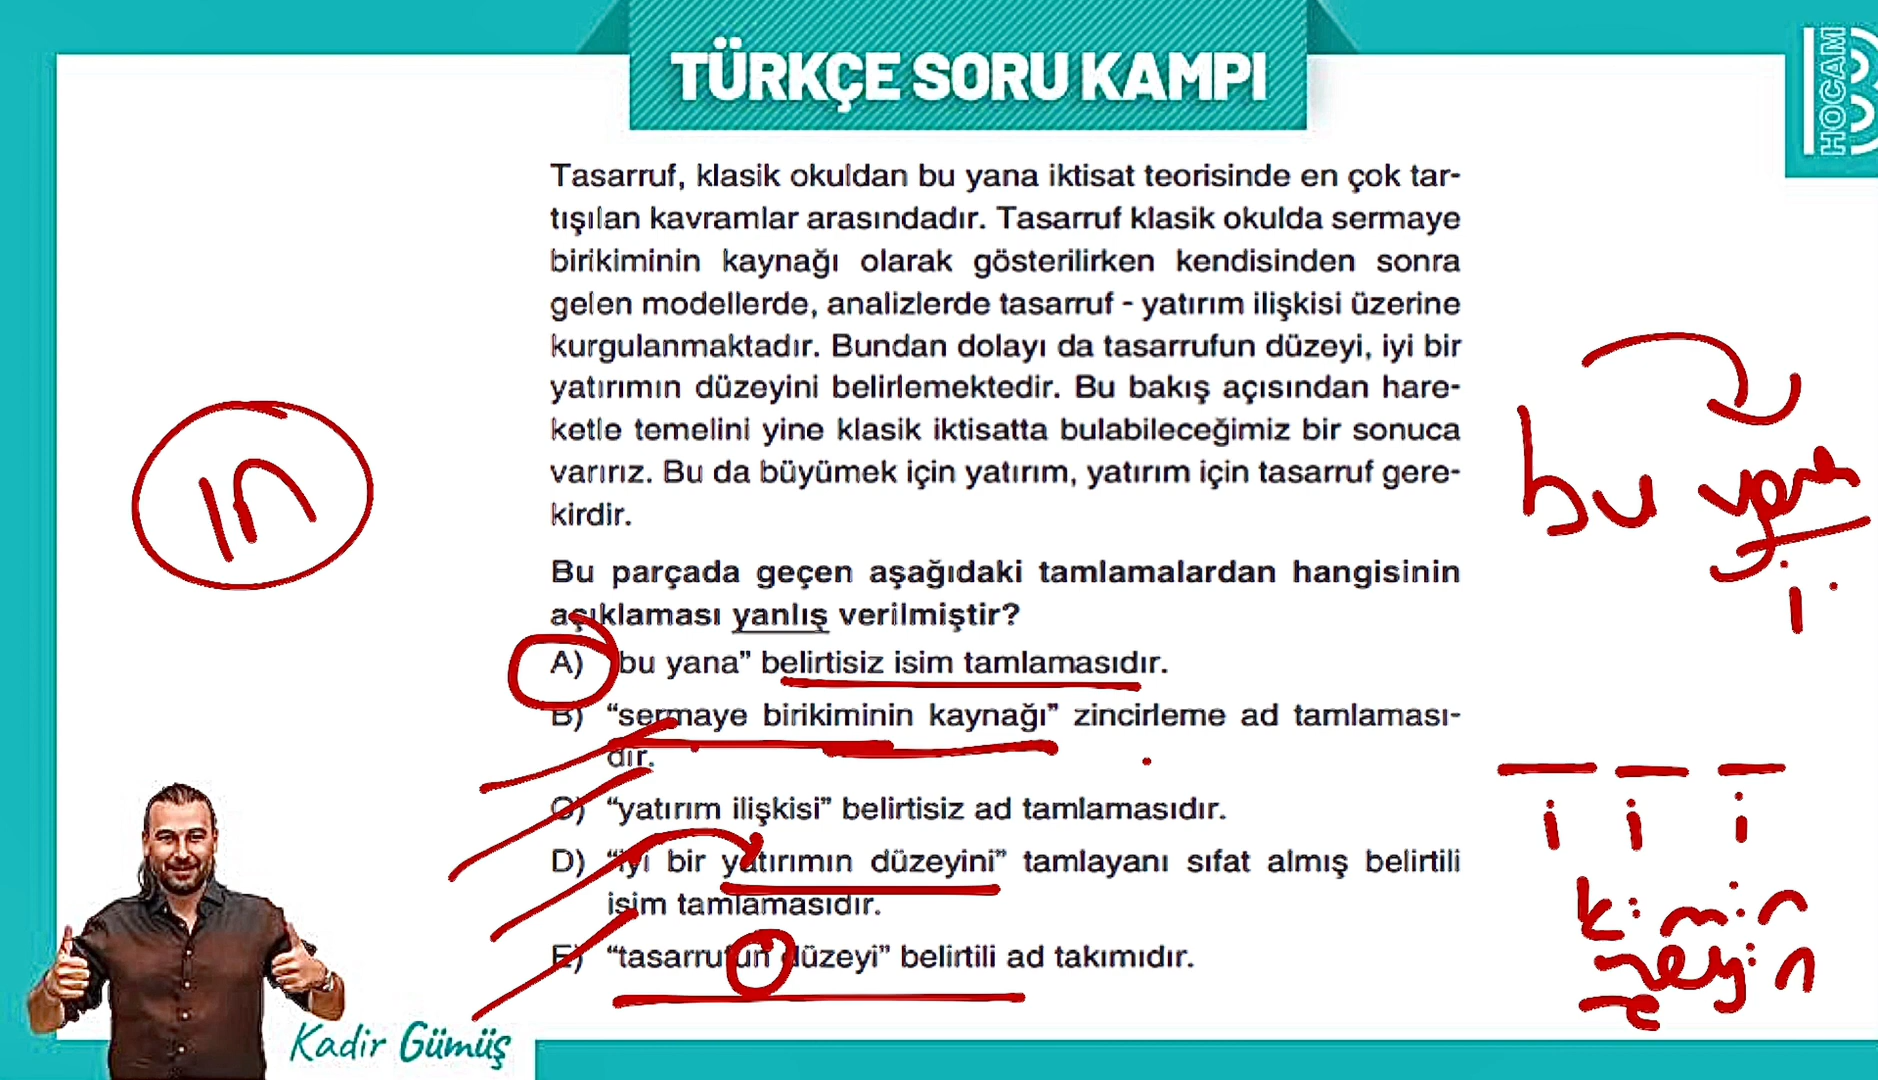 TÜRKÇE SORU KAMPI
HOCAM
Tasarruf, klasik okuldan bu yana iktisat teorisinde en çok tar-
tışılan kavramlar arasındadır. Tasarruf klasik okulda sermaye
birikiminin kaynağı olarak gösterilirken kendisinden sonra
gelen modellerde, analizlerde tasarruf - yatırım ilişkisi üzerine
kurgulanmaktadır. Bundan dolayı da tasarrufun düzeyi, iyi bir
yatırımın düzeyini belirlemektedir. Bu bakış açısından hare-
ketle temelini yine klasik iktisatta bulabileceğimiz bir sonuca
varırız. Bu da büyümek için yatırım, yatırım için tasarruf gere-
kirdir.
Bu parçada geçen aşağıdaki tamlamalardan hangisinin
açıklaması yanlış verilmiştir?
A) "bu yana" belirtisiz isim tamlamasıdır.
B) "sermaye birikiminin kaynağı" zincirleme ad tamlaması-
dır.
C) "yatırım ilişkisi" belirtisiz ad tamlamasıdır.
D) "iyi bir yatırımın düzeyini" tamlayanı sıfat almış belirtili
isim tamlamasıdır.
E) "tasarrufun düzeyi" belirtili ad takımıdır.
ın
bu yana
i
i i i
kimin
neyin
Kadir Gümüş